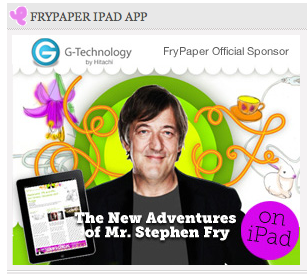 FRYPAPER IPAD APP
G-Technology
by Hitachi
FryPaper Official Sponsor
The New Adventures
of Mr. Stephen Fry
on
iPad